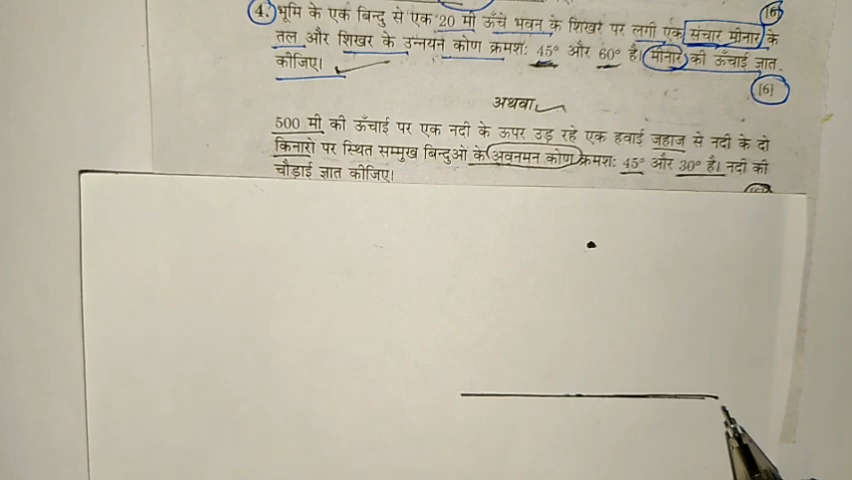 4. भूमि के एक बिन्दु से एक 20 मी ऊँचे भवन के शिखर पर लगी एक संचार मीनार के
तल और शिखर के उन्नयन कोण क्रमश: 45° और 60° है। मीनार की ऊँचाई ज्ञात
कीजिए।
[6]
अथवा
500 मी की ऊँचाई पर एक नदी के ऊपर उड़ रहे एक हवाई जहाज से नदी के दो
किनारो पर स्थित सम्मुख बिन्दुओं के अवनमन कोण क्रमश: 45° और 30° है। नदी की
चौड़ाई ज्ञात कीजिए।